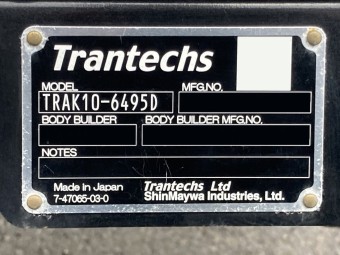 Trantechs
MODEL MFG.NO.
TRAK10-6495D
BODY BUILDER BODY BUILDER MFG.NO.
NOTES
Made in Japan Trantechs Ltd
7-47065-03-0 ShinMaywa Industries, Ltd.